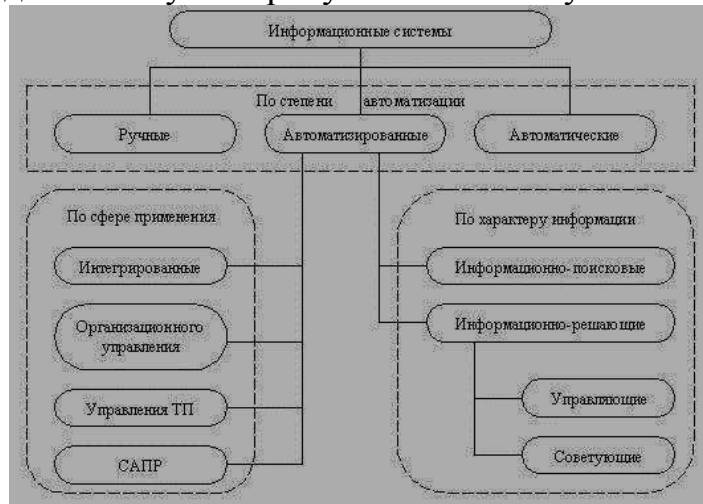 Информационные системы
По степени автоматизации
Ручные
Автоматизированные
Автоматические
По сфере применения
Интегрированные
Организационного
управления
Управления ТП
САПР
По характеру информации
Информационно-поисковые
Информационно-решающие
Управляющие
Советующие